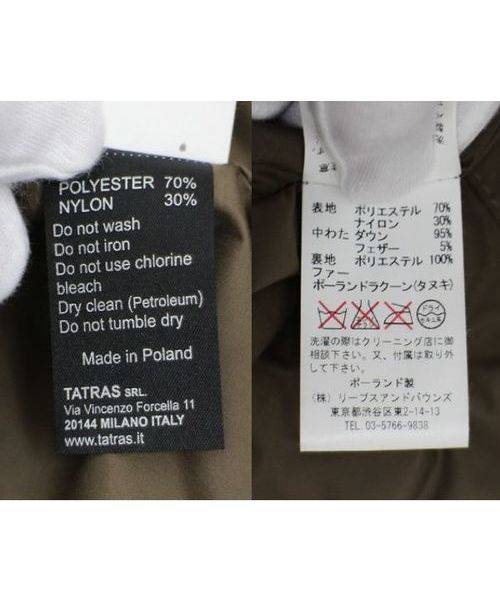 POLYESTER 70%
NYLON 30%
Do not wash
Do not iron
Do not use chlorine
bleach
Dry clean (Petroleum)
Do not tumble dry
Made in Poland
TATRAS SRL.
Via Vincenzo Forcella 11
20144 MILANO ITALY
www.tatras.it
表地 ポリエステル 70%
ナイロン 30%
中わた ダウン 95%
フェザー 5%
裏地 ポリエステル 100%
ファー
ポーランドラクーン(タヌキ)
ドライ
セキユ系
洗濯の際はクリーニング店に御
相談下さい。又、付属は取り外
して下さい。
ポーランド製
(株) リーブスアンドバウンズ
東京都渋谷区東2-14-13
TEL. 03-5766-9838